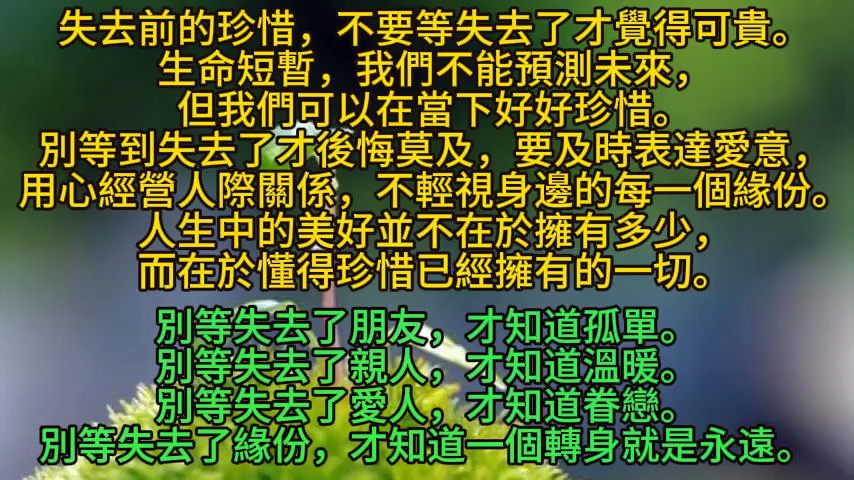 失去前的珍惜，不要等失去了才覺得可貴。
生命短暫，我們不能預測未來，
但我們可以在當下好好珍惜。
別等到失去了才後悔莫及，要及時表達愛意，
用心經營人際關係，不輕視身邊的每一個緣份。
人生中的美好並不在於擁有多少，
而在於懂得珍惜已經擁有的一切。
別等失去了朋友，才知道孤單。
別等失去了親人，才知道溫暖。
別等失去了愛人，才知道眷戀。
別等失去了緣份，才知道一個轉身就是永遠。